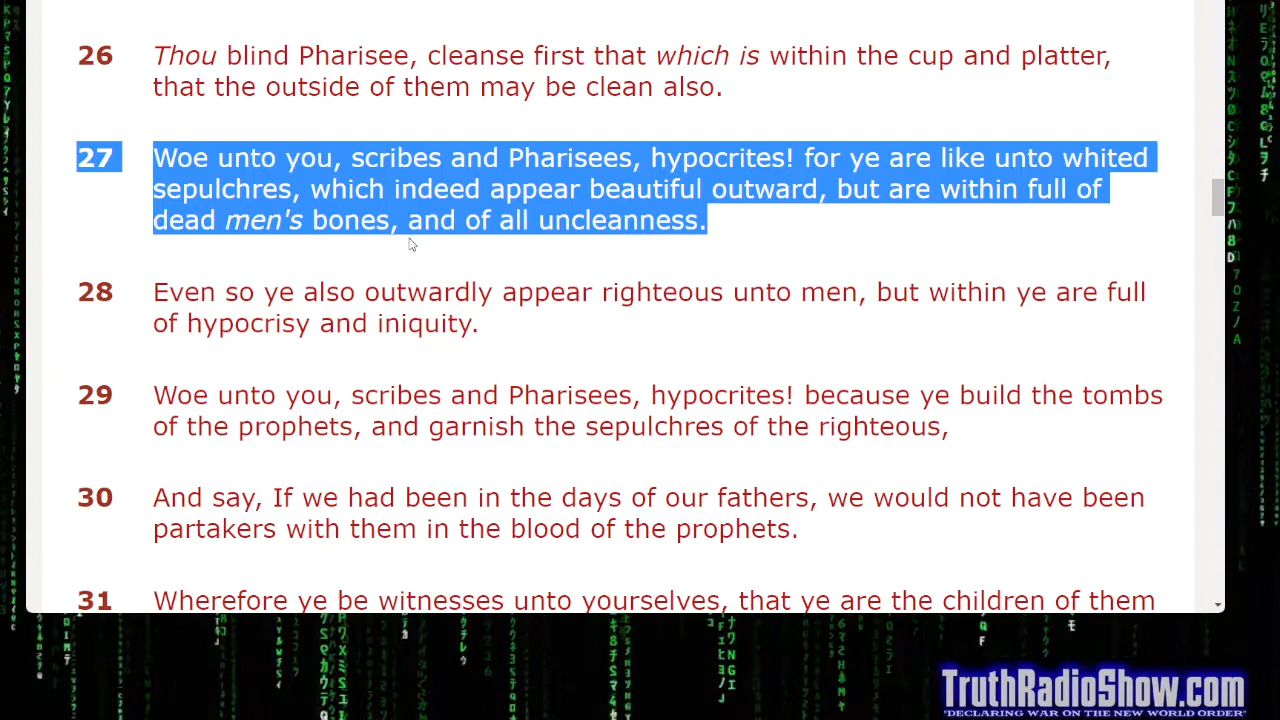 26 Thou blind Pharisee, cleanse first that which is within the cup and platter,
that the outside of them may be clean also.
27 Woe unto you, scribes and Pharisees, hypocrites! for ye are like unto whited
sepulchres, which indeed appear beautiful outward, but are within full of
dead men's bones, and of all uncleanness.
28 Even so ye also outwardly appear righteous unto men, but within ye are full
of hypocrisy and iniquity.
29 Woe unto you, scribes and Pharisees, hypocrites! because ye build the tombs
of the prophets, and garnish the sepulchres of the righteous,
30 And say, If we had been in the days of our fathers, we would not have been
partakers with them in the blood of the prophets.
31 Wherefore ye be witnesses unto yourselves, that ye are the children of them
TruthRadioShow.com
"DECLARING WAR ON THE NEW WORLD ORDER"